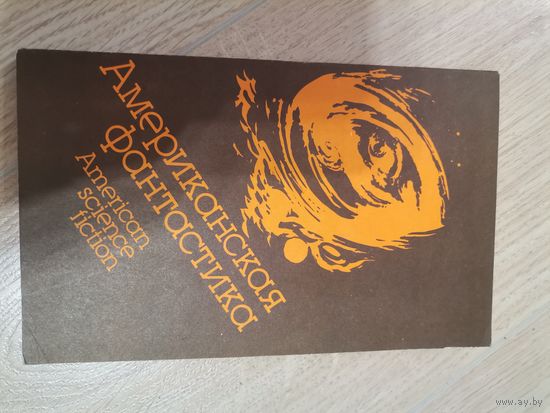 Американская
фантастика
American
science
fiction
www.ay.by